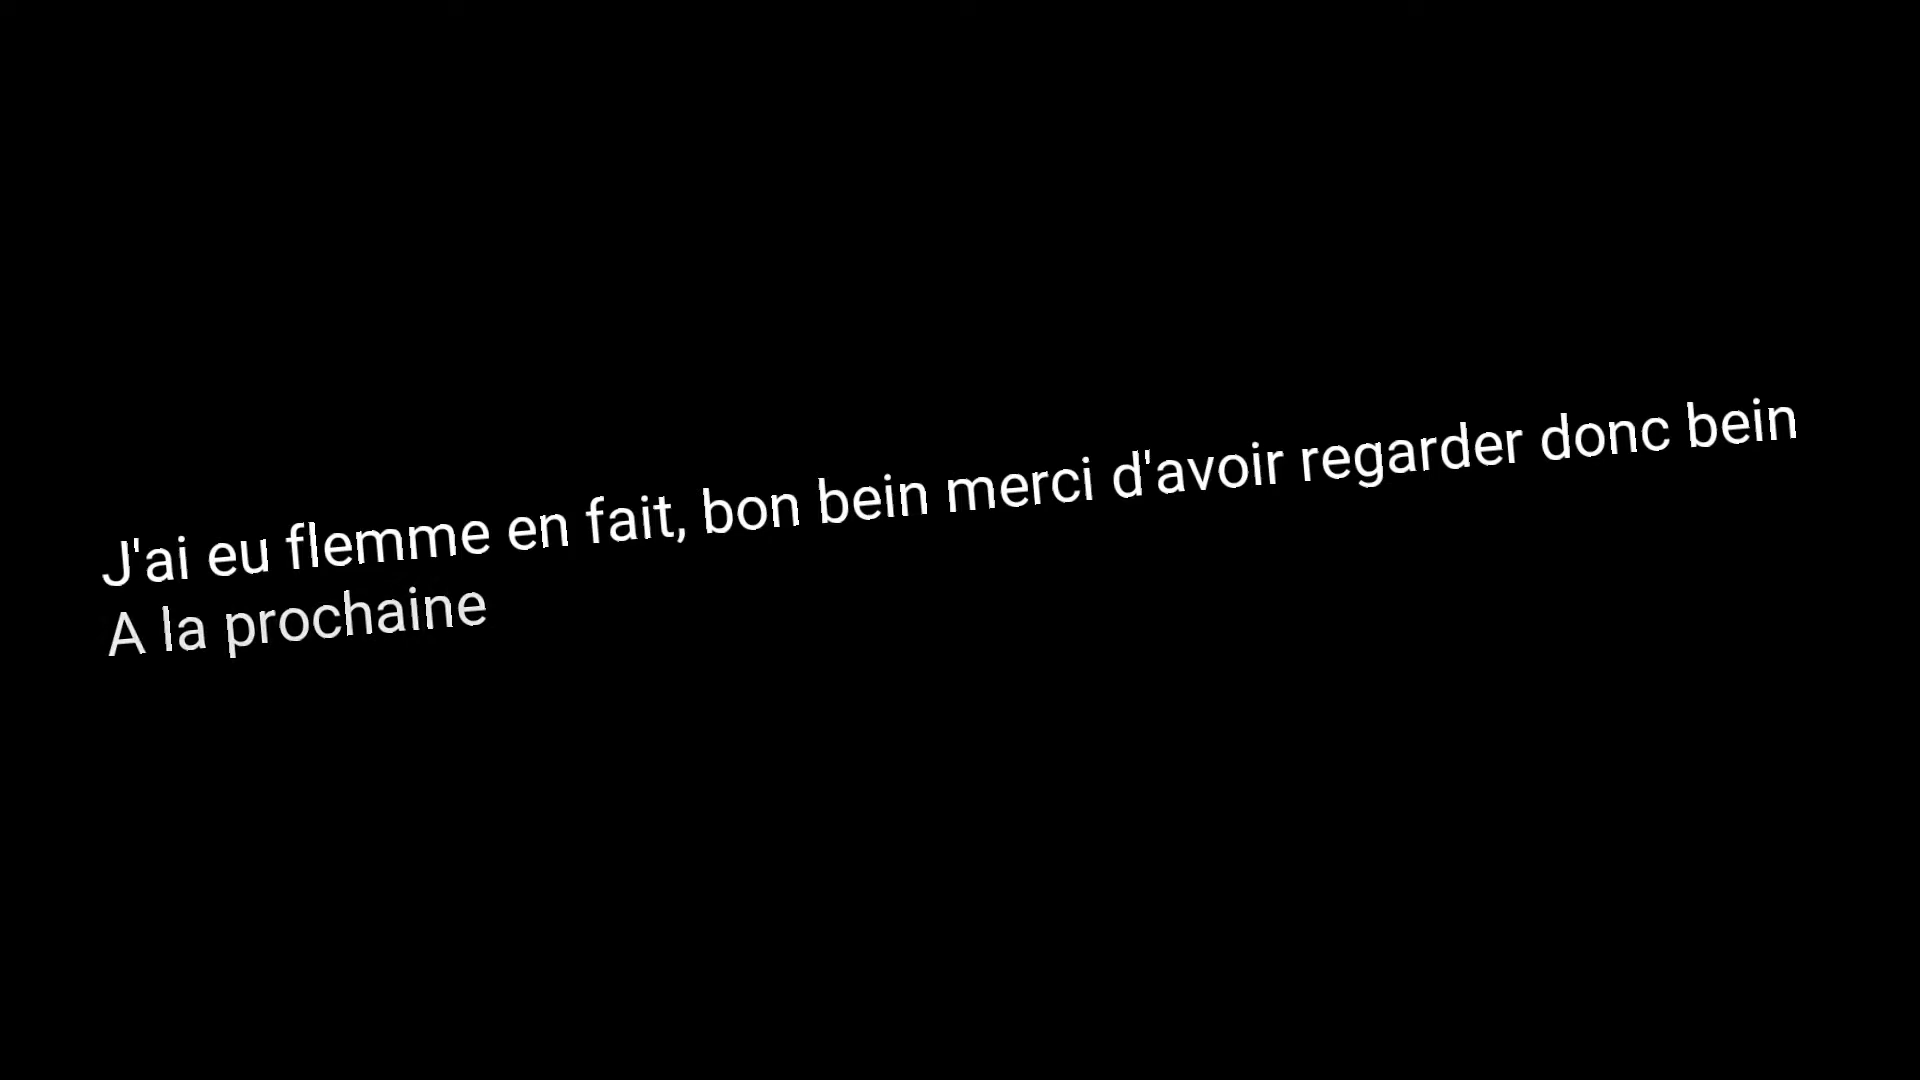 J'ai eu flemme en fait, bon bein merci d'avoir regarder donc bein
A la prochaine